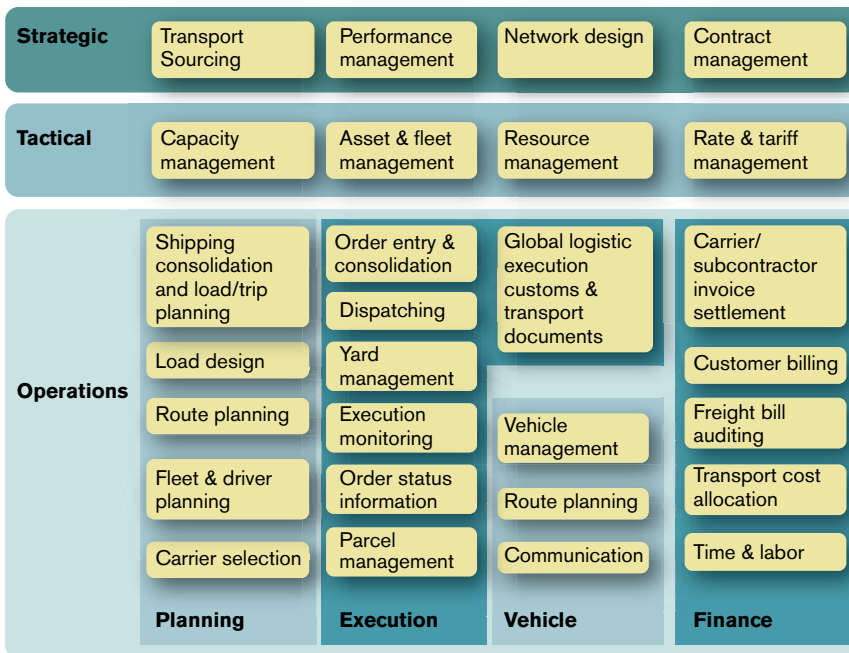 Strategic
Transport
Sourcing
Performance
management
Network design
Contract
management
Tactical
Capacity
management
Asset & fleet
management
Resource
management
Rate & tariff
management
Operations
Shipping
consolidation
and load/trip
planning
Load design
Route planning
Fleet & driver
planning
Carrier selection
Planning
Order entry &
consolidation
Dispatching
Yard
management
Execution
monitoring
Order status
information
Parcel
management
Execution
Global logistic
execution
customs &
transport
documents
Vehicle
management
Route planning
Communication
Vehicle
Carrier/
subcontractor
invoice
settlement
Customer billing
Freight bill
auditing
Transport cost
allocation
Time & labor
Finance